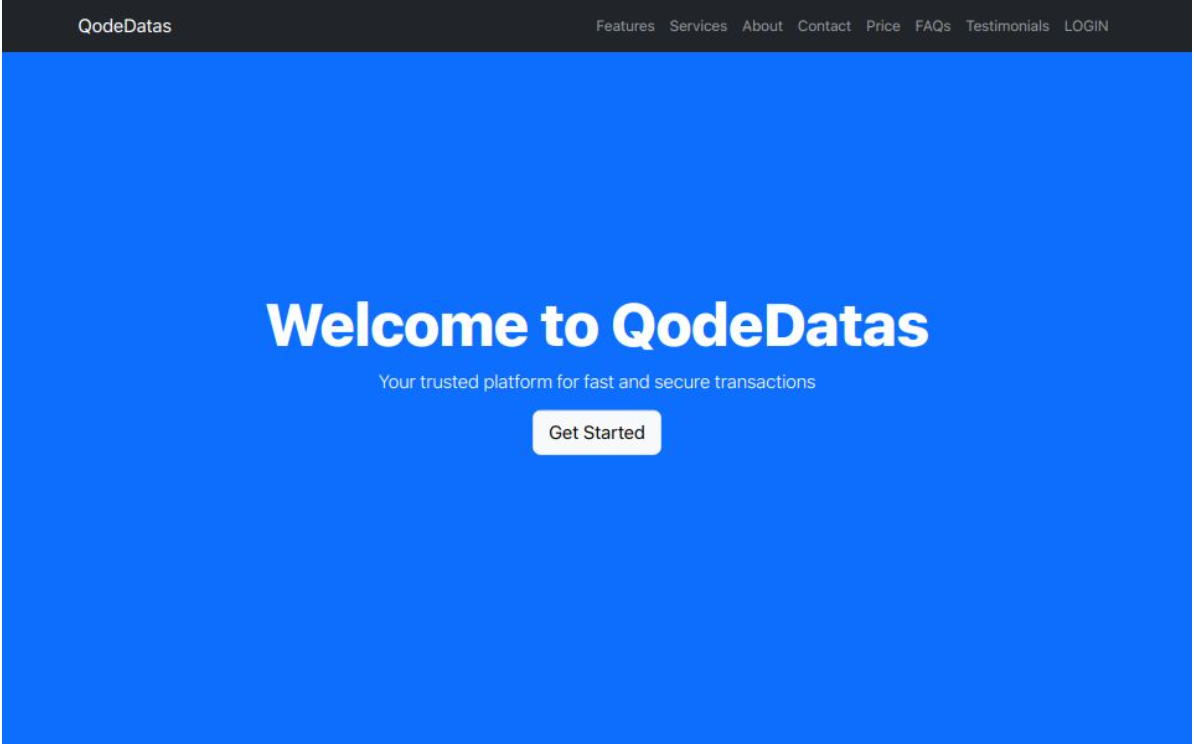 QodeDatas Features Services About Contact Price FAQs Testimonials LOGIN
Welcome to QodeDatas
Your trusted platform for fast and secure transactions
Get Started